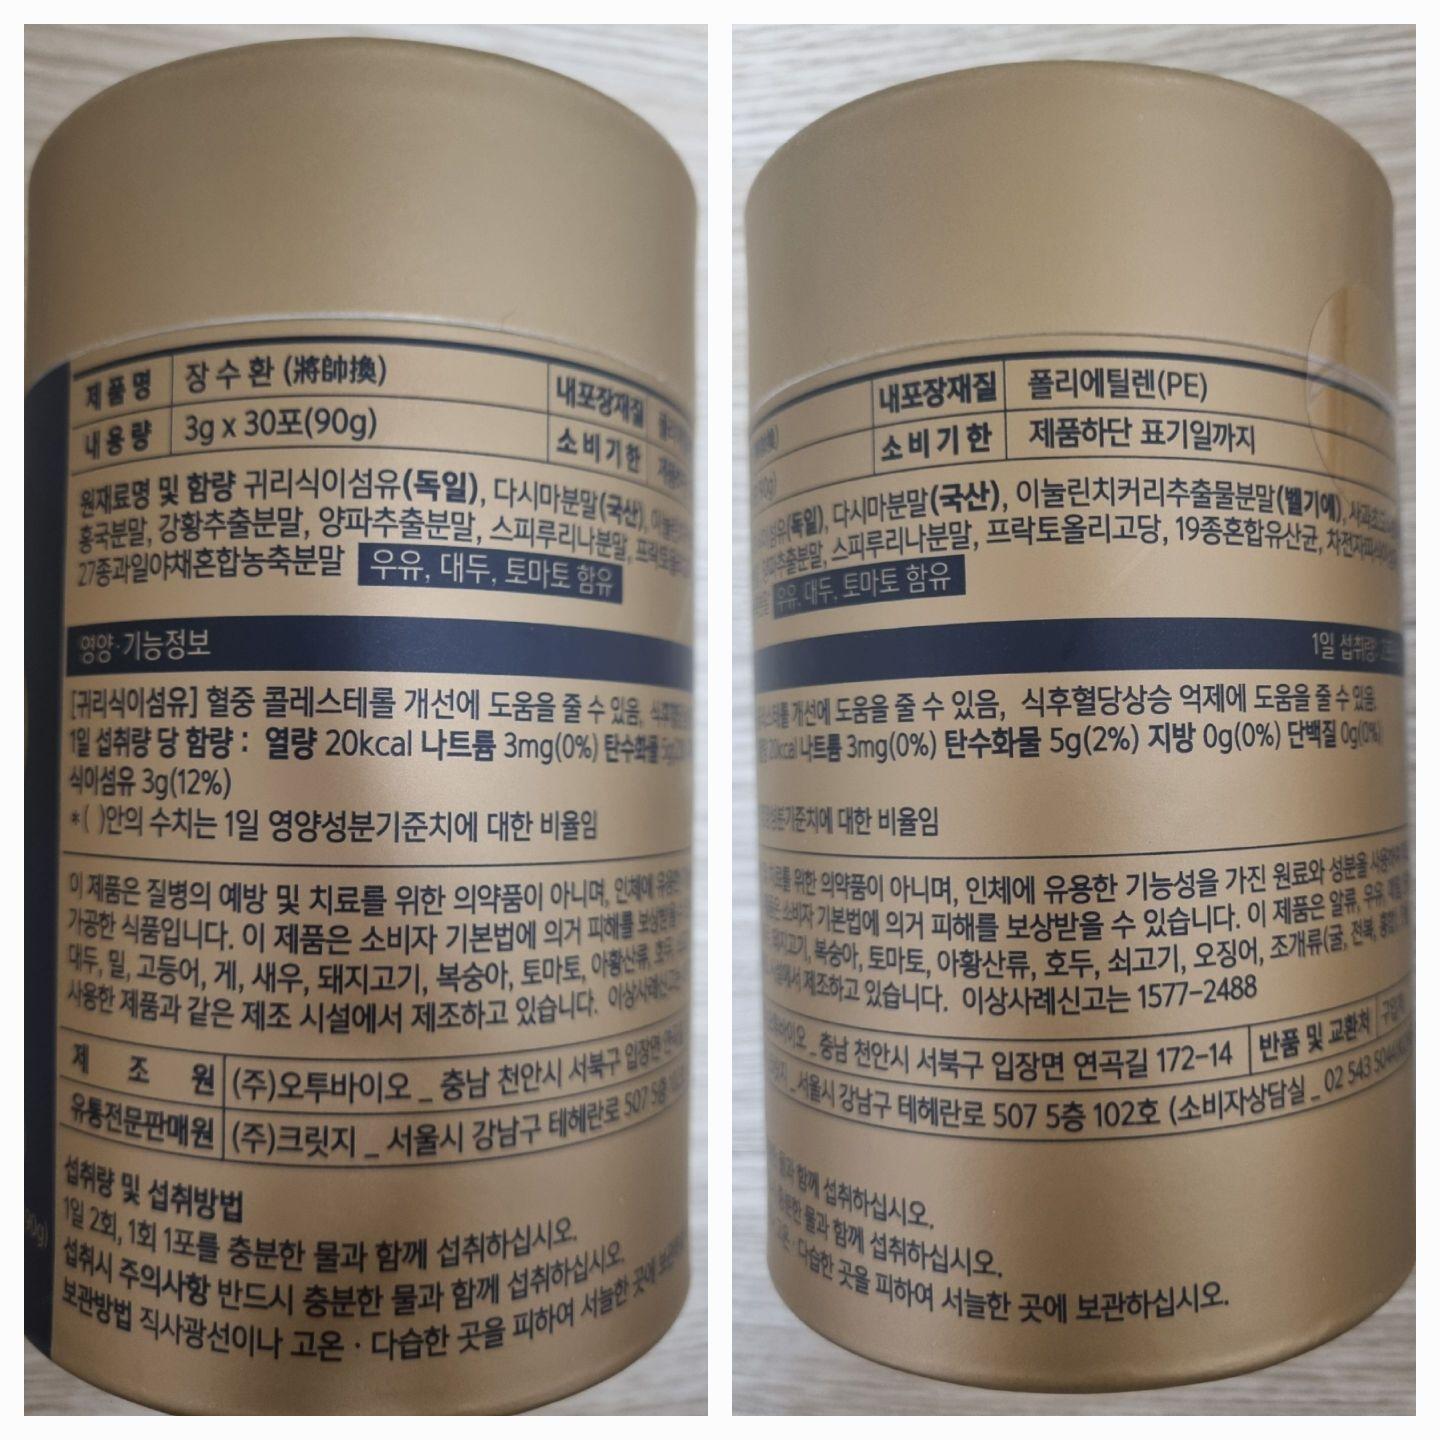 제품명 장수환 (將帥換) 내포장재질
내용량 3g x 30포(90g) 소비기한
원재료명 및 함량 귀리식이섬유(독일), 다시마분말(국산),
홍국분말, 강황추출분말, 양파추출분말, 스피루리나분말,
27종과일야채혼합농축분말 우유, 대두, 토마토 함유
영양·기능정보
[귀리식이섬유] 혈중 콜레스테롤 개선에 도움을 줄 수 있음,
1일 섭취량 당 함량 : 열량 20kcal 나트륨 3mg(0%) 탄수화물
식이섬유 3g(12%)
*( )안의 수치는 1일 영양성분기준치에 대한 비율임
이 제품은 질병의 예방 및 치료를 위한 의약품이 아니며, 인체에
가공한 식품입니다. 이 제품은 소비자 기본법에 의거 피해를
대두, 밀, 고등어, 게, 새우, 돼지고기, 복숭아, 토마토, 아황산류,
사용한 제품과 같은 제조 시설에서 제조하고 있습니다.
제조원 (주)오투바이오 _ 충남 천안시 서북구 입장면
유통전문판매원 (주)크릿지 _ 서울시 강남구 테헤란로 507
섭취량 및 섭취방법
1일 2회, 1회 1포를 충분한 물과 함께 섭취하십시오.
섭취시 주의사항 반드시 충분한 물과 함께 섭취하십시오.
보관방법 직사광선이나 고온 · 다습한 곳을 피하여 서늘한 곳에
내포장재질 폴리에틸렌(PE)
소비기한 제품하단 표기일까지
(독일), 다시마분말(국산), 이눌린치커리추출물분말(벨기에),
스피루리나분말, 프락토올리고당, 19종혼합유산균,
우유, 대두, 토마토 함유
1일 섭취량
개선에 도움을 줄 수 있음, 식후혈당상승 억제에 도움을 줄 수 있음.
20kcal 나트륨 3mg(0%) 탄수화물 5g(2%) 지방 0g(0%) 단백질 0g(0%)
대한 비율임
위한 의약품이 아니며, 인체에 유용한 기능성을 가진 원료와 성분을
소비자 기본법에 의거 피해를 보상받을 수 있습니다. 이 제품은 알류, 우유,
복숭아, 토마토, 아황산류, 호두, 쇠고기, 오징어, 조개류(굴, 전복, 홍합)
제조하고 있습니다. 이상사례신고는 1577-2488
충남 천안시 서북구 입장면 연곡길 172-14 반품 및 교환처
서울시 강남구 테헤란로 507 5층 102호 (소비자상담실 _ 02 543
함께 섭취하십시오.
물과 함께 섭취하십시오.
다습한 곳을 피하여 서늘한 곳에 보관하십시오.